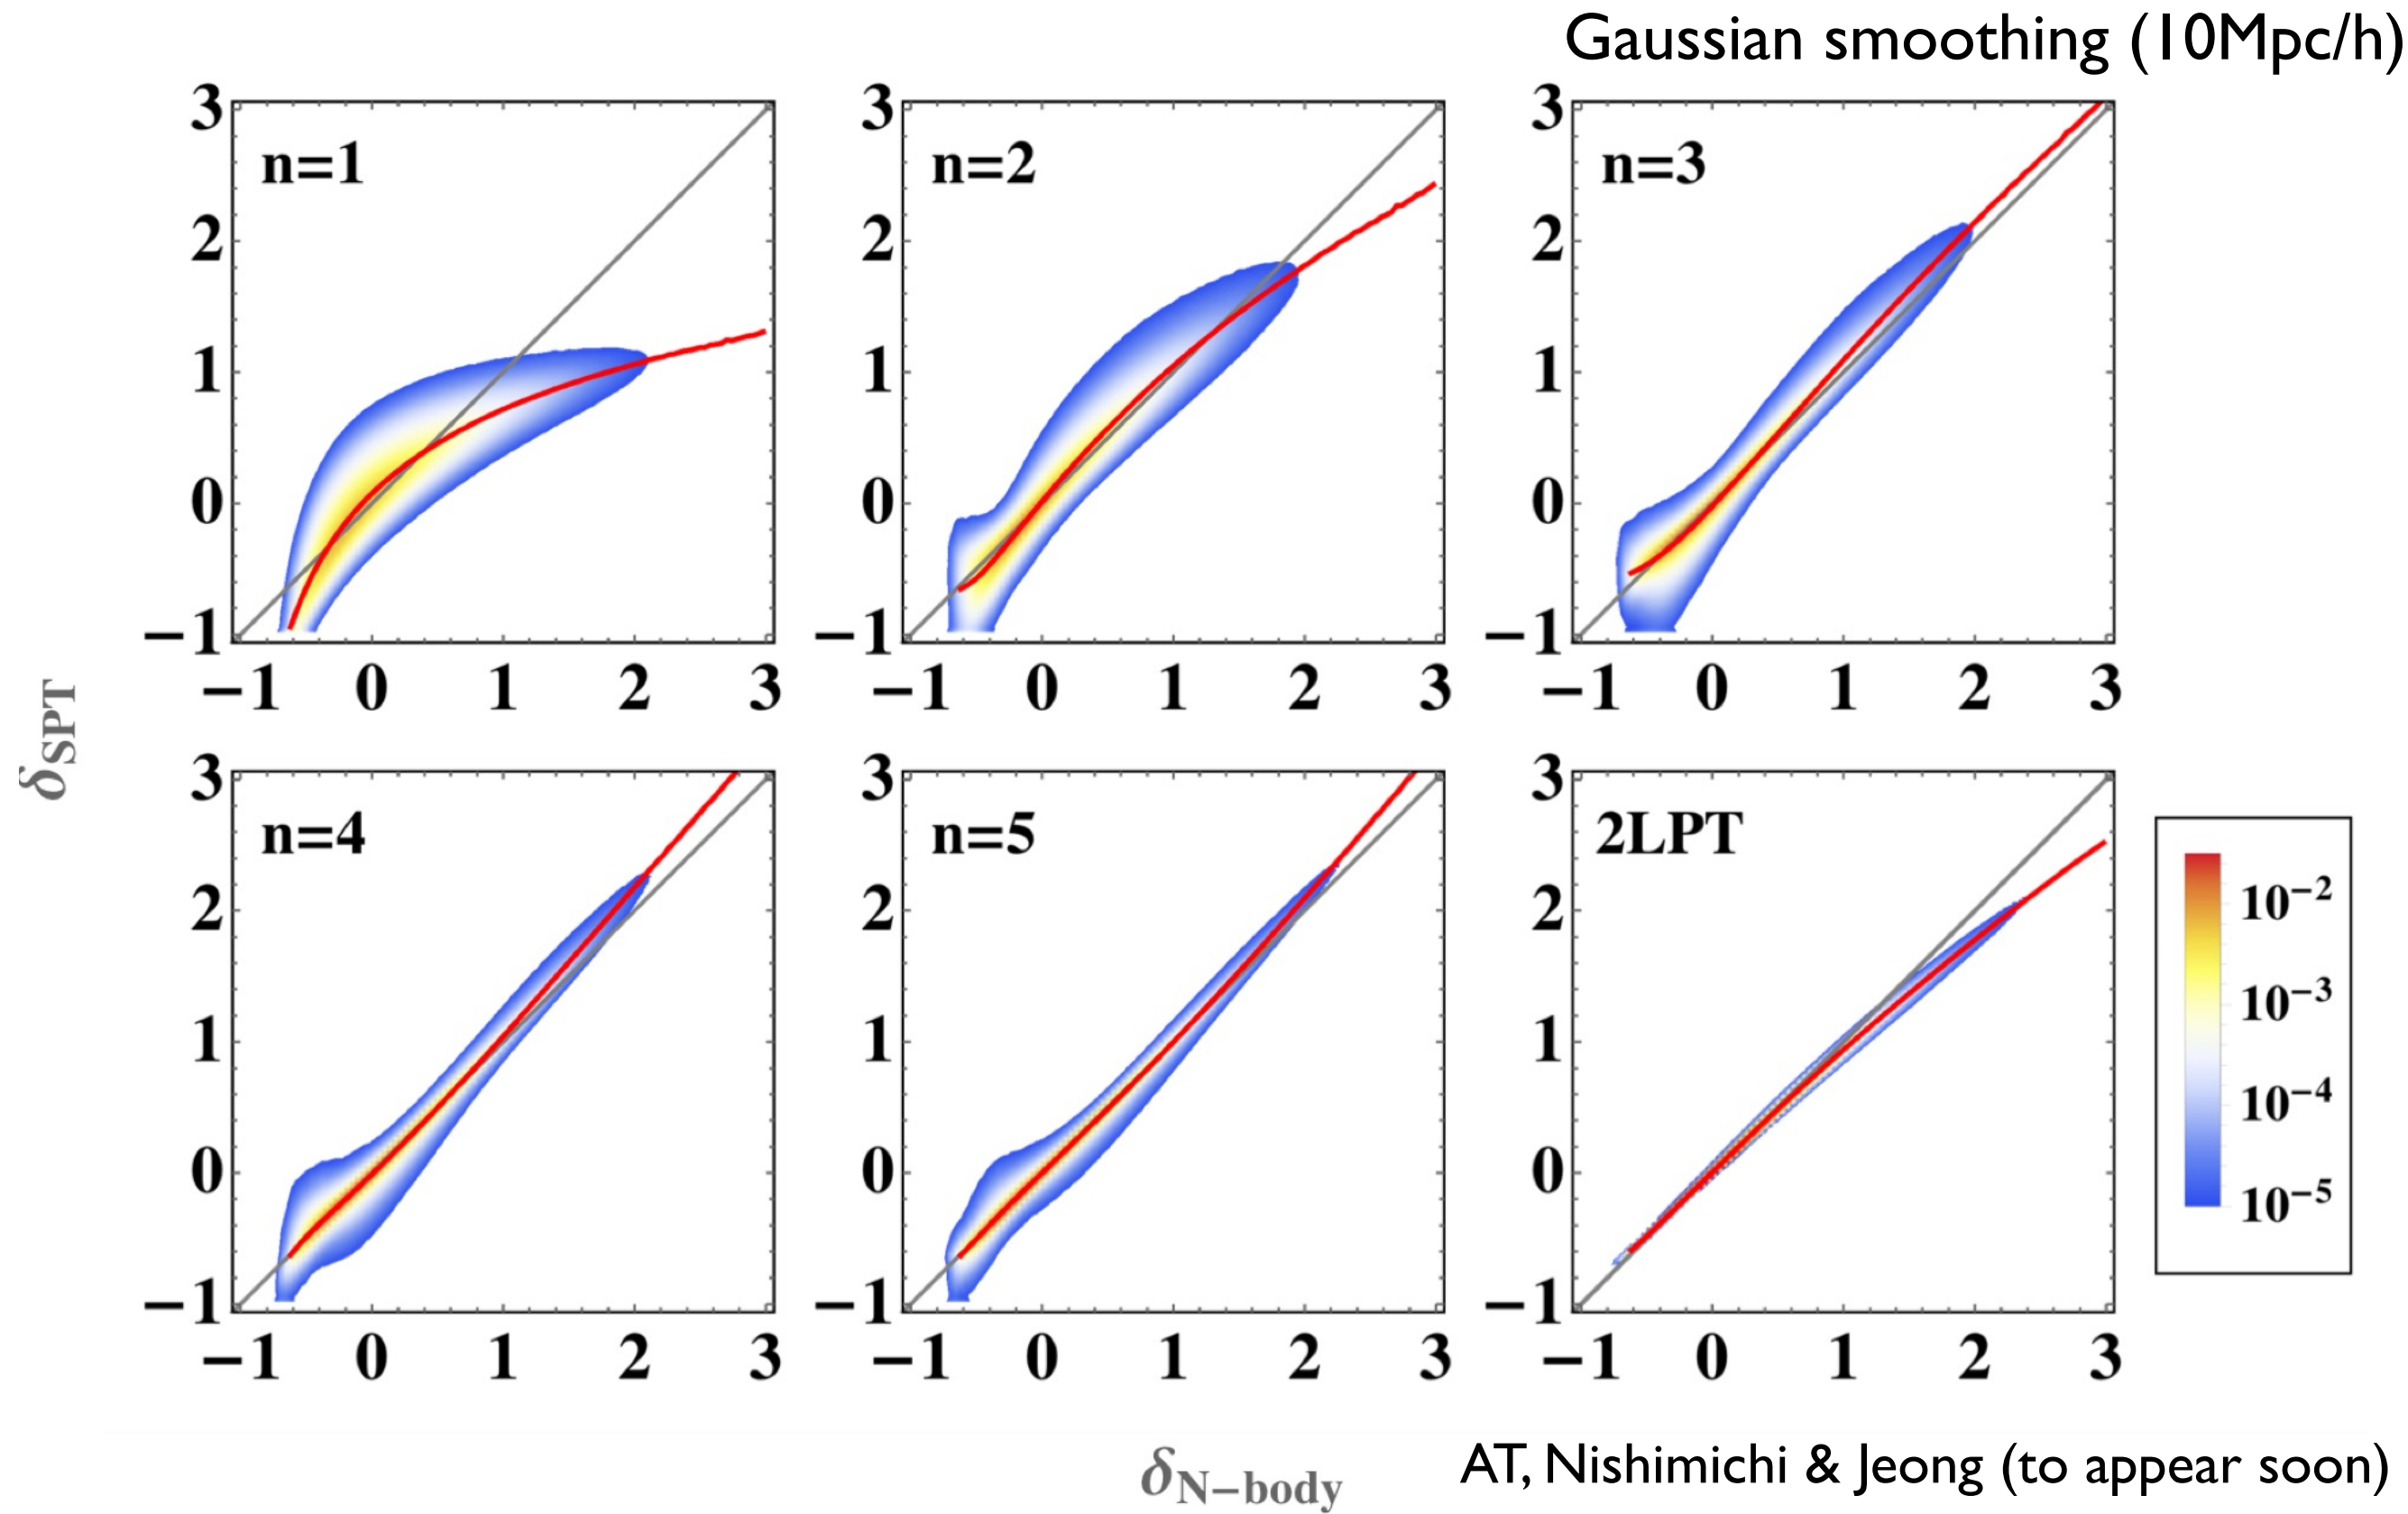 Gaussian smoothing (10Mpc/h)
3
2
1
0
−1
n=1
−1 0 1 2 3
3
2
1
0
−1
n=2
−1 0 1 2 3
3
2
1
0
−1
n=3
−1 0 1 2 3
δSPT
3
2
1
0
−1
n=4
−1 0 1 2 3
3
2
1
0
−1
n=5
−1 0 1 2 3
3
2
1
0
−1
2LPT
−1 0 1 2 3
10⁻²
10⁻³
10⁻⁴
10⁻⁵
δN−body
AT, Nishimichi & Jeong (to appear soon)